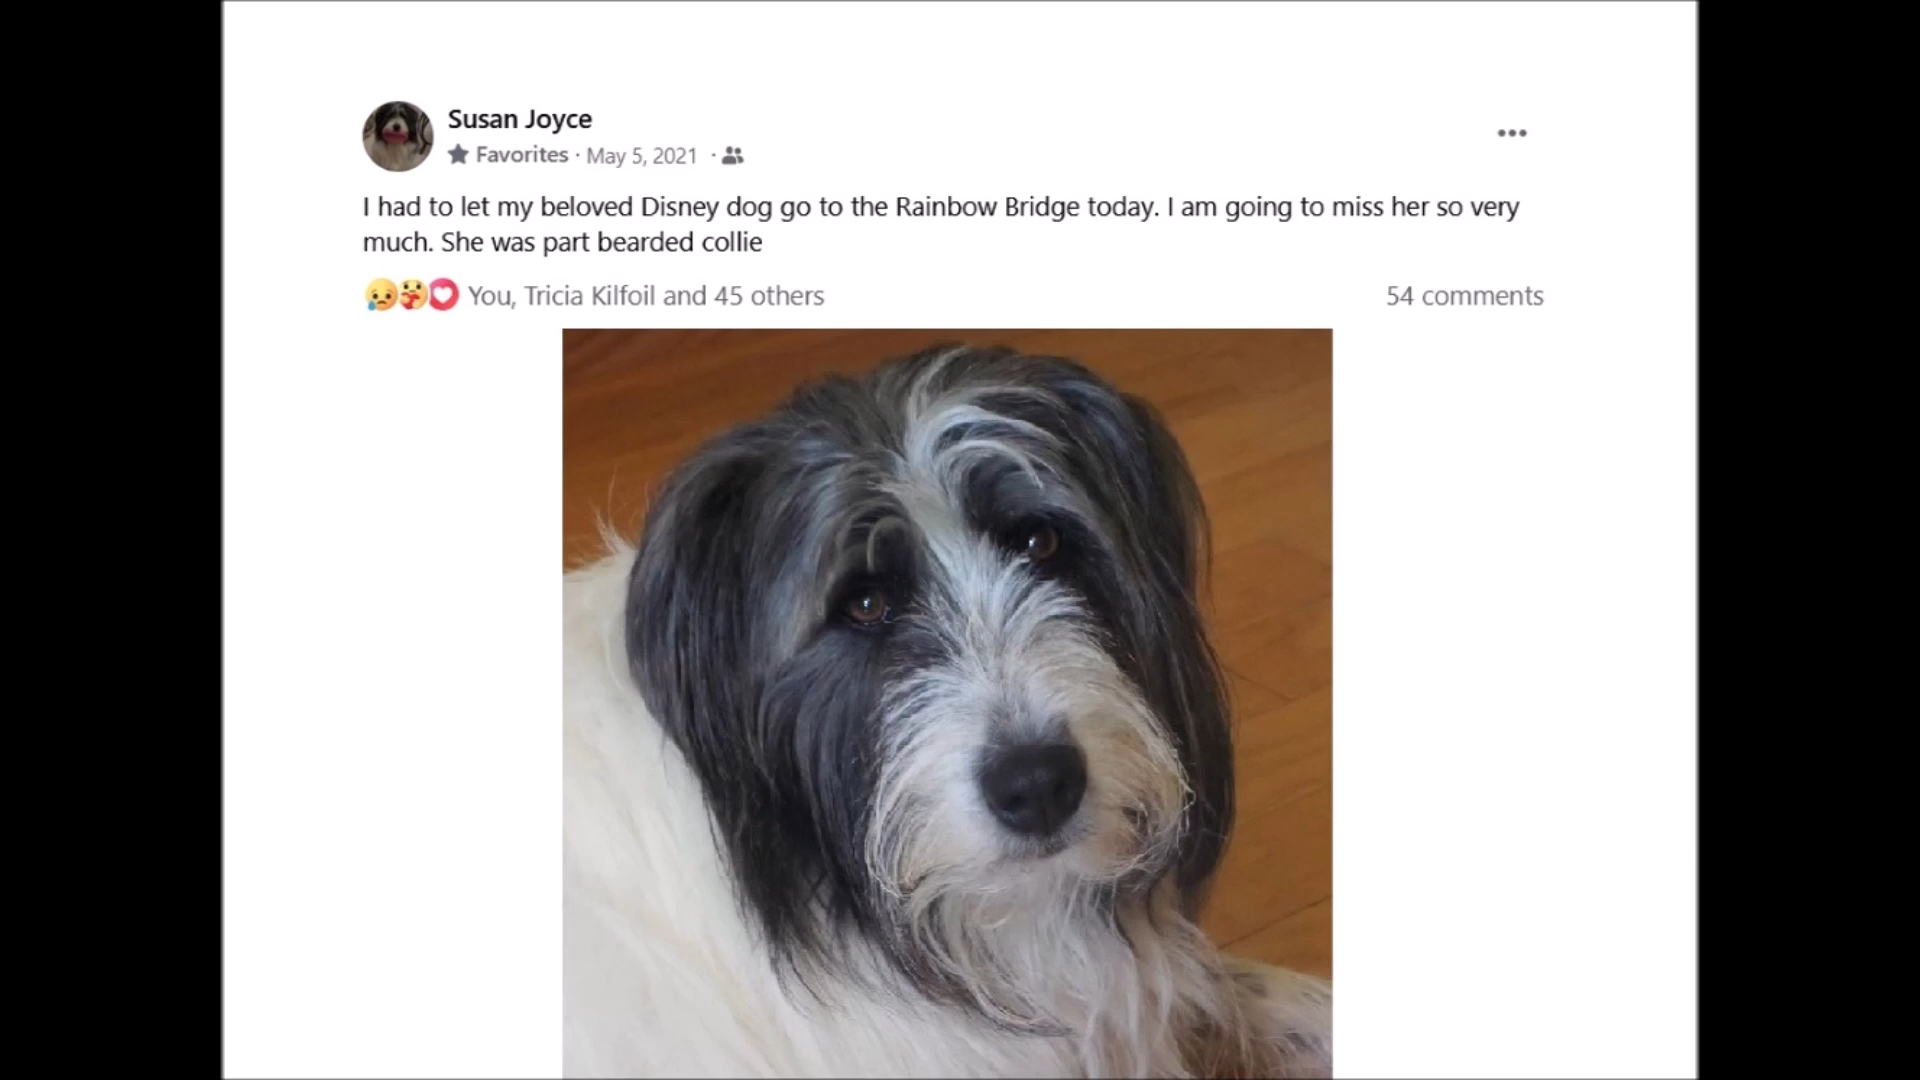 Susan Joyce
Favorites · May 5, 2021 ·
I had to let my beloved Disney dog go to the Rainbow Bridge today. I am going to miss her so very
much. She was part bearded collie
You, Tricia Kilfoil and 45 others 54 comments